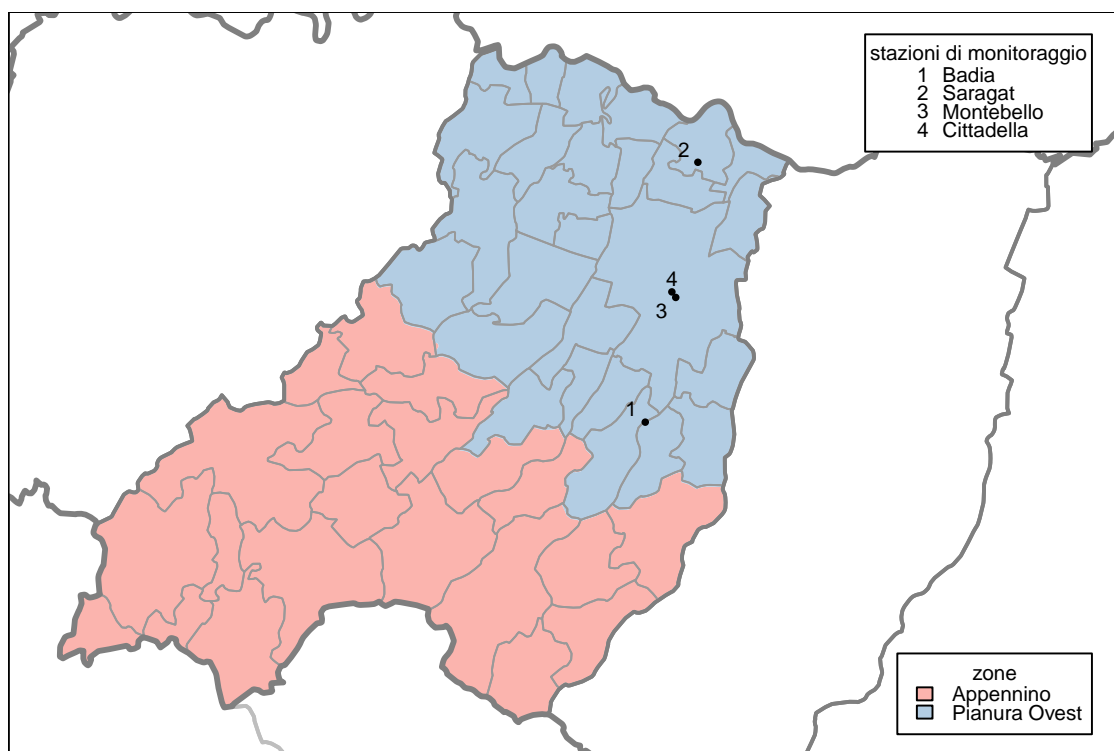 stazioni di monitoraggio
1 Badia
2 Saragat
3 Montebello
4 Cittadella
2
4
3
1
zone
Appennino
Pianura Ovest